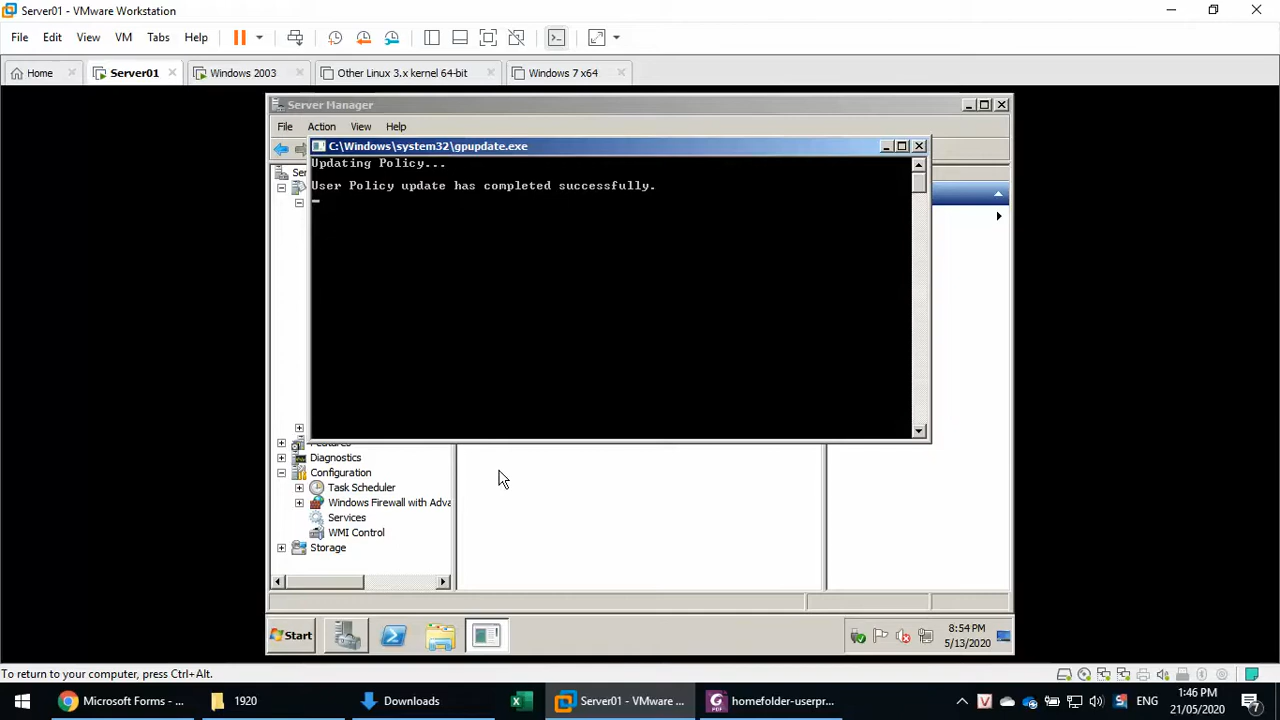 Server01 - VMware Workstation
File Edit View VM Tabs Help
Home Server01 Windows 2003 Other Linux 3.x kernel 64-bit Windows 7 x64
Server Manager
File Action View Help
C:\Windows\system32\gpupdate.exe
Updating Policy...
User Policy update has completed successfully.
Ser
Diagnostics
Configuration
Task Scheduler
Windows Firewall with Adva
Services
WMI Control
Storage
Start
8:54 PM
5/13/2020
To return to your computer, press Ctrl+Alt.
Microsoft Forms - ... 1920 Downloads Server01 - VMware ... homefolder-userpr... ENG
1:46 PM
21/05/2020
7